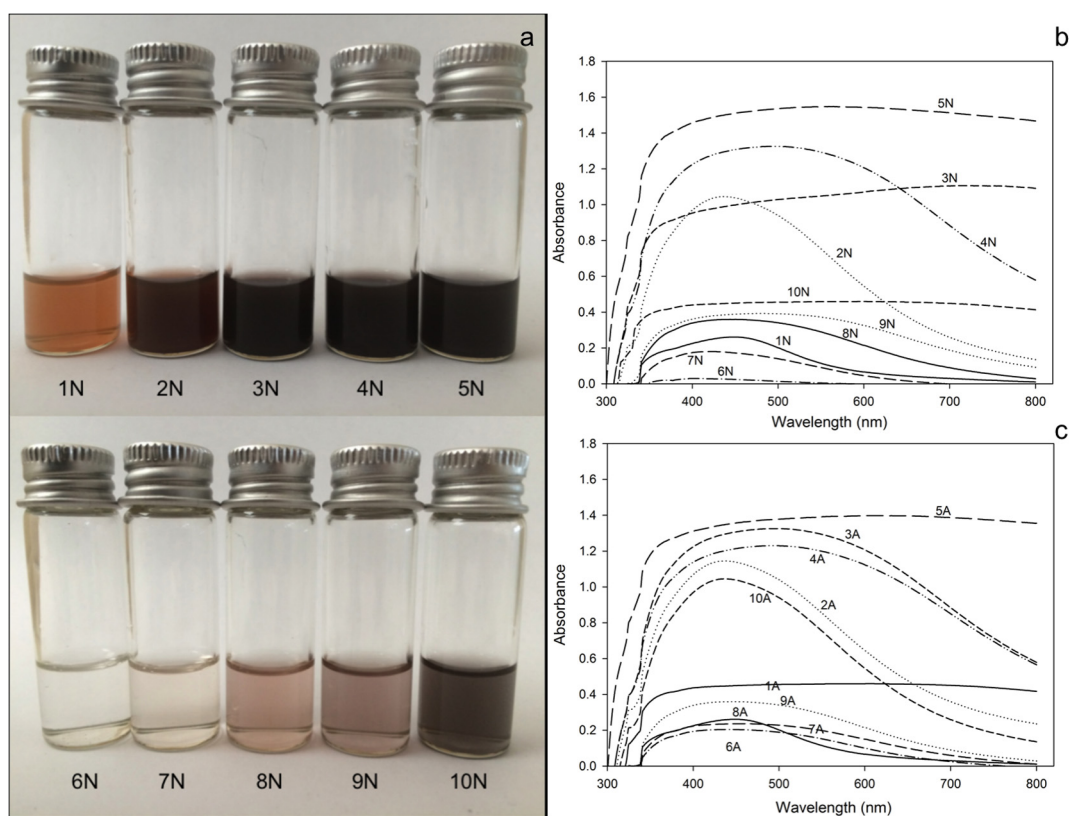 a
1N 2N 3N 4N 5N
6N 7N 8N 9N 10N
b
1.8
1.6
1.4
1.2
1.0
0.8
0.6
0.4
0.2
0.0
Absorbance
5N
3N
4N
2N
10N
9N
8N
1N
7N
6N
300 400 500 600 700 800
Wavelength (nm)
c
1.8
1.6
1.4
1.2
1.0
0.8
0.6
0.4
0.2
0.0
Absorbance
5A
3A
4A
10A
2A
1A
9A
8A
7A
6A
300 400 500 600 700 800
Wavelength (nm)